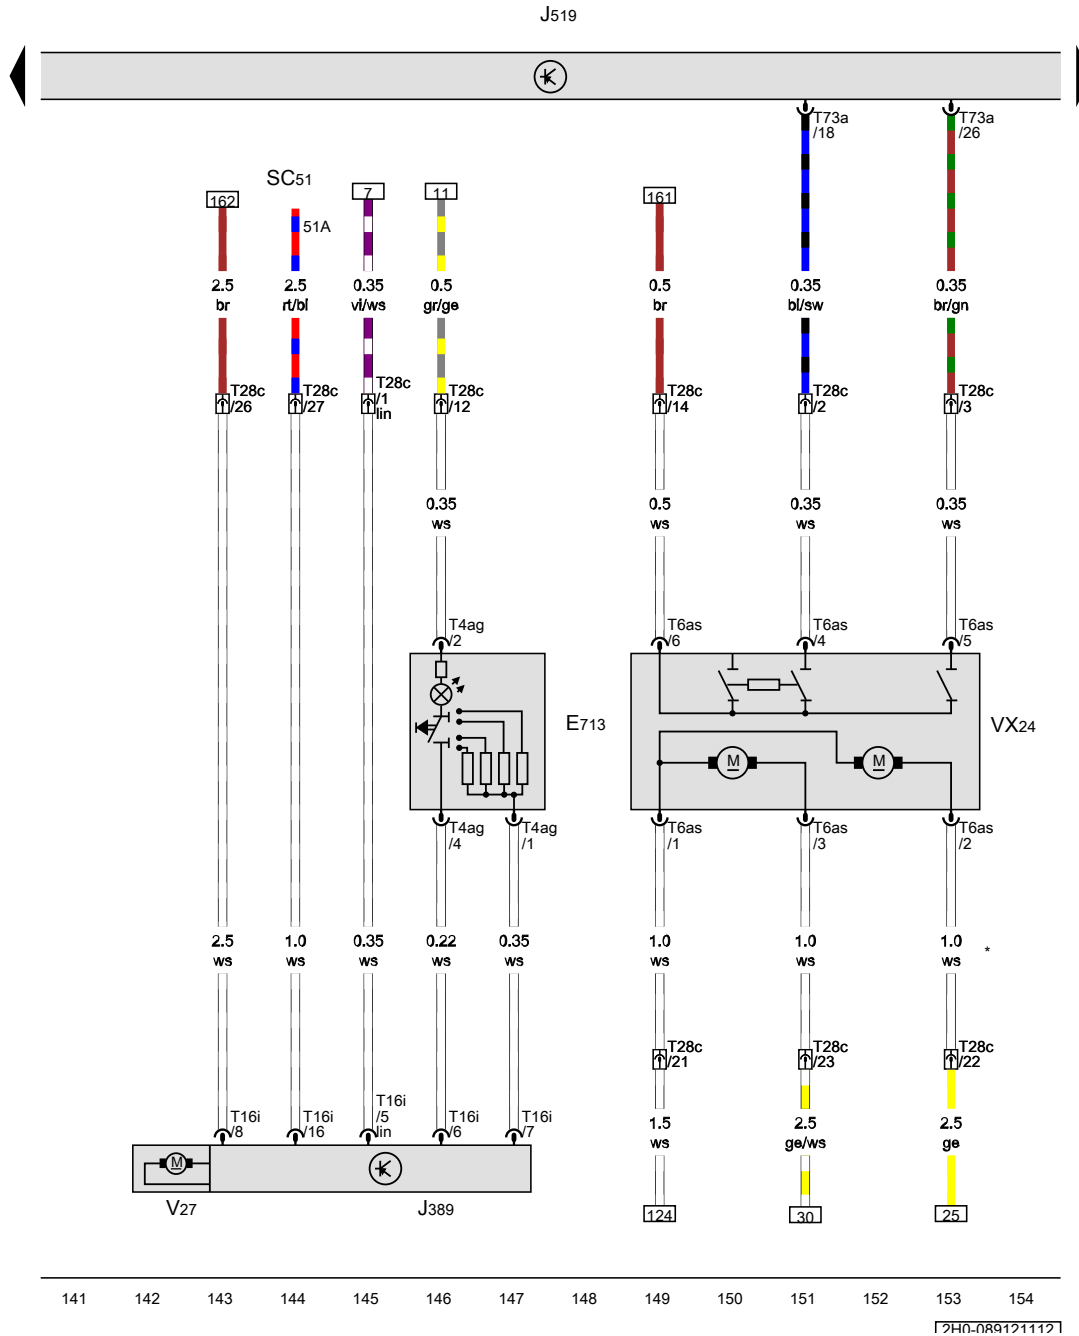 J519
T73a
/18
T73a
/26
SC51
162
51A
7
11
161
2.5
br
2.5
rt/bl
0.35
vi/ws
0.5
gr/ge
0.5
br
0.35
bl/sw
0.35
br/gn
T28c
/26
T28c
/27
T28c
/1
lin
T28c
/12
T28c
/14
T28c
/2
T28c
/3
0.35
ws
0.5
ws
0.35
ws
0.35
ws
T4ag
/2
T6as
/6
T6as
/4
T6as
/5
E713
VX24
M
M
T4ag
/4
T4ag
/1
T6as
/1
T6as
/3
T6as
/2
2.5
ws
1.0
ws
0.35
ws
0.22
ws
0.35
ws
1.0
ws
1.0
ws
1.0
ws
*
T28c
/21
T28c
/23
T28c
/22
T16i
/8
T16i
/16
T16i
/5
lin
T16i
/6
T16i
/7
1.5
ws
2.5
ge/ws
2.5
ge
M
V27
J389
124
30
25
141 142 143 144 145 146 147 148 149 150 151 152 153 154
2H0-089121112